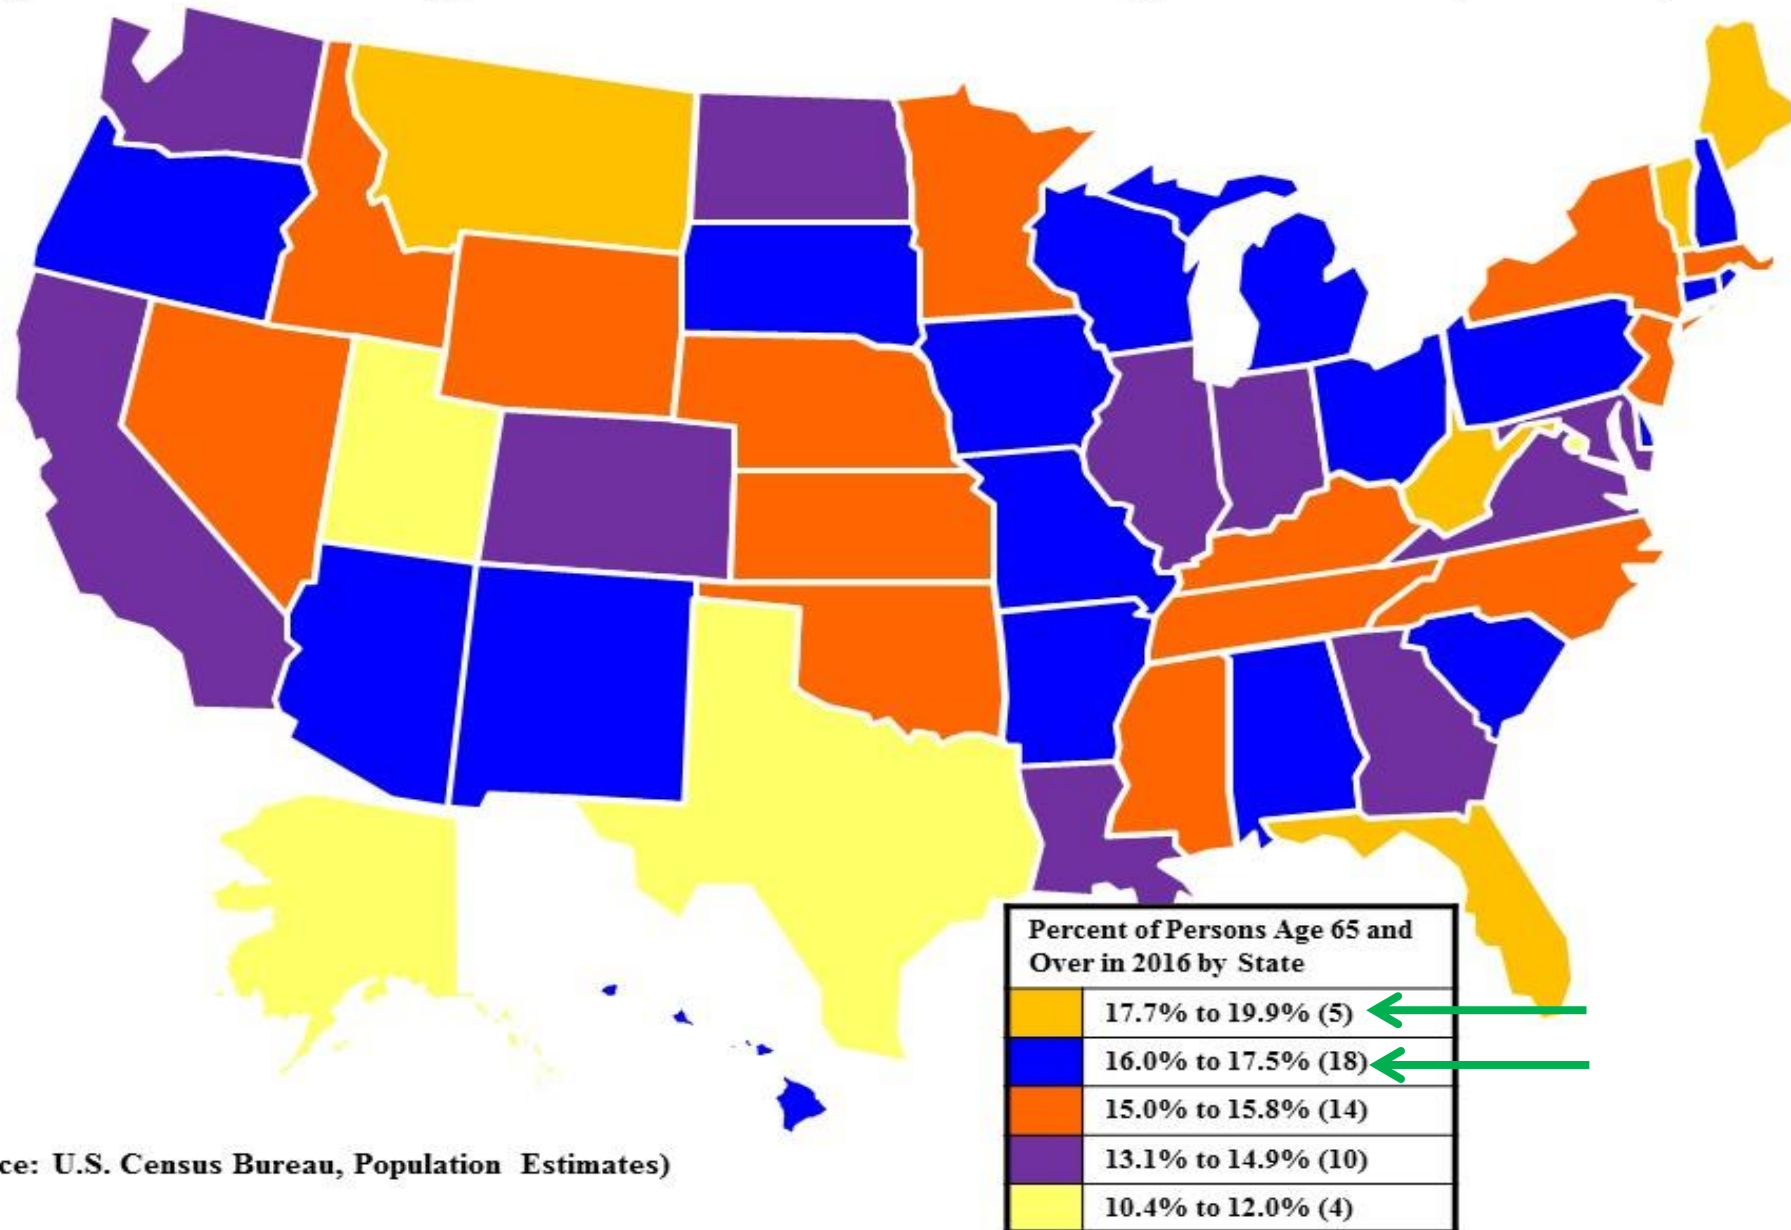 Percent of Persons Age 65 and
Over in 2016 by State
17.7% to 19.9% (5)
16.0% to 17.5% (18)
15.0% to 15.8% (14)
13.1% to 14.9% (10)
10.4% to 12.0% (4)
ce: U.S. Census Bureau, Population Estimates)